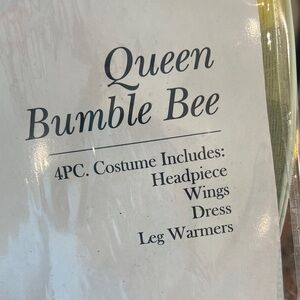 Queen
Bumble Bee
4PC. Costume Includes:
Headpiece
Wings
Dress
Leg Warmers